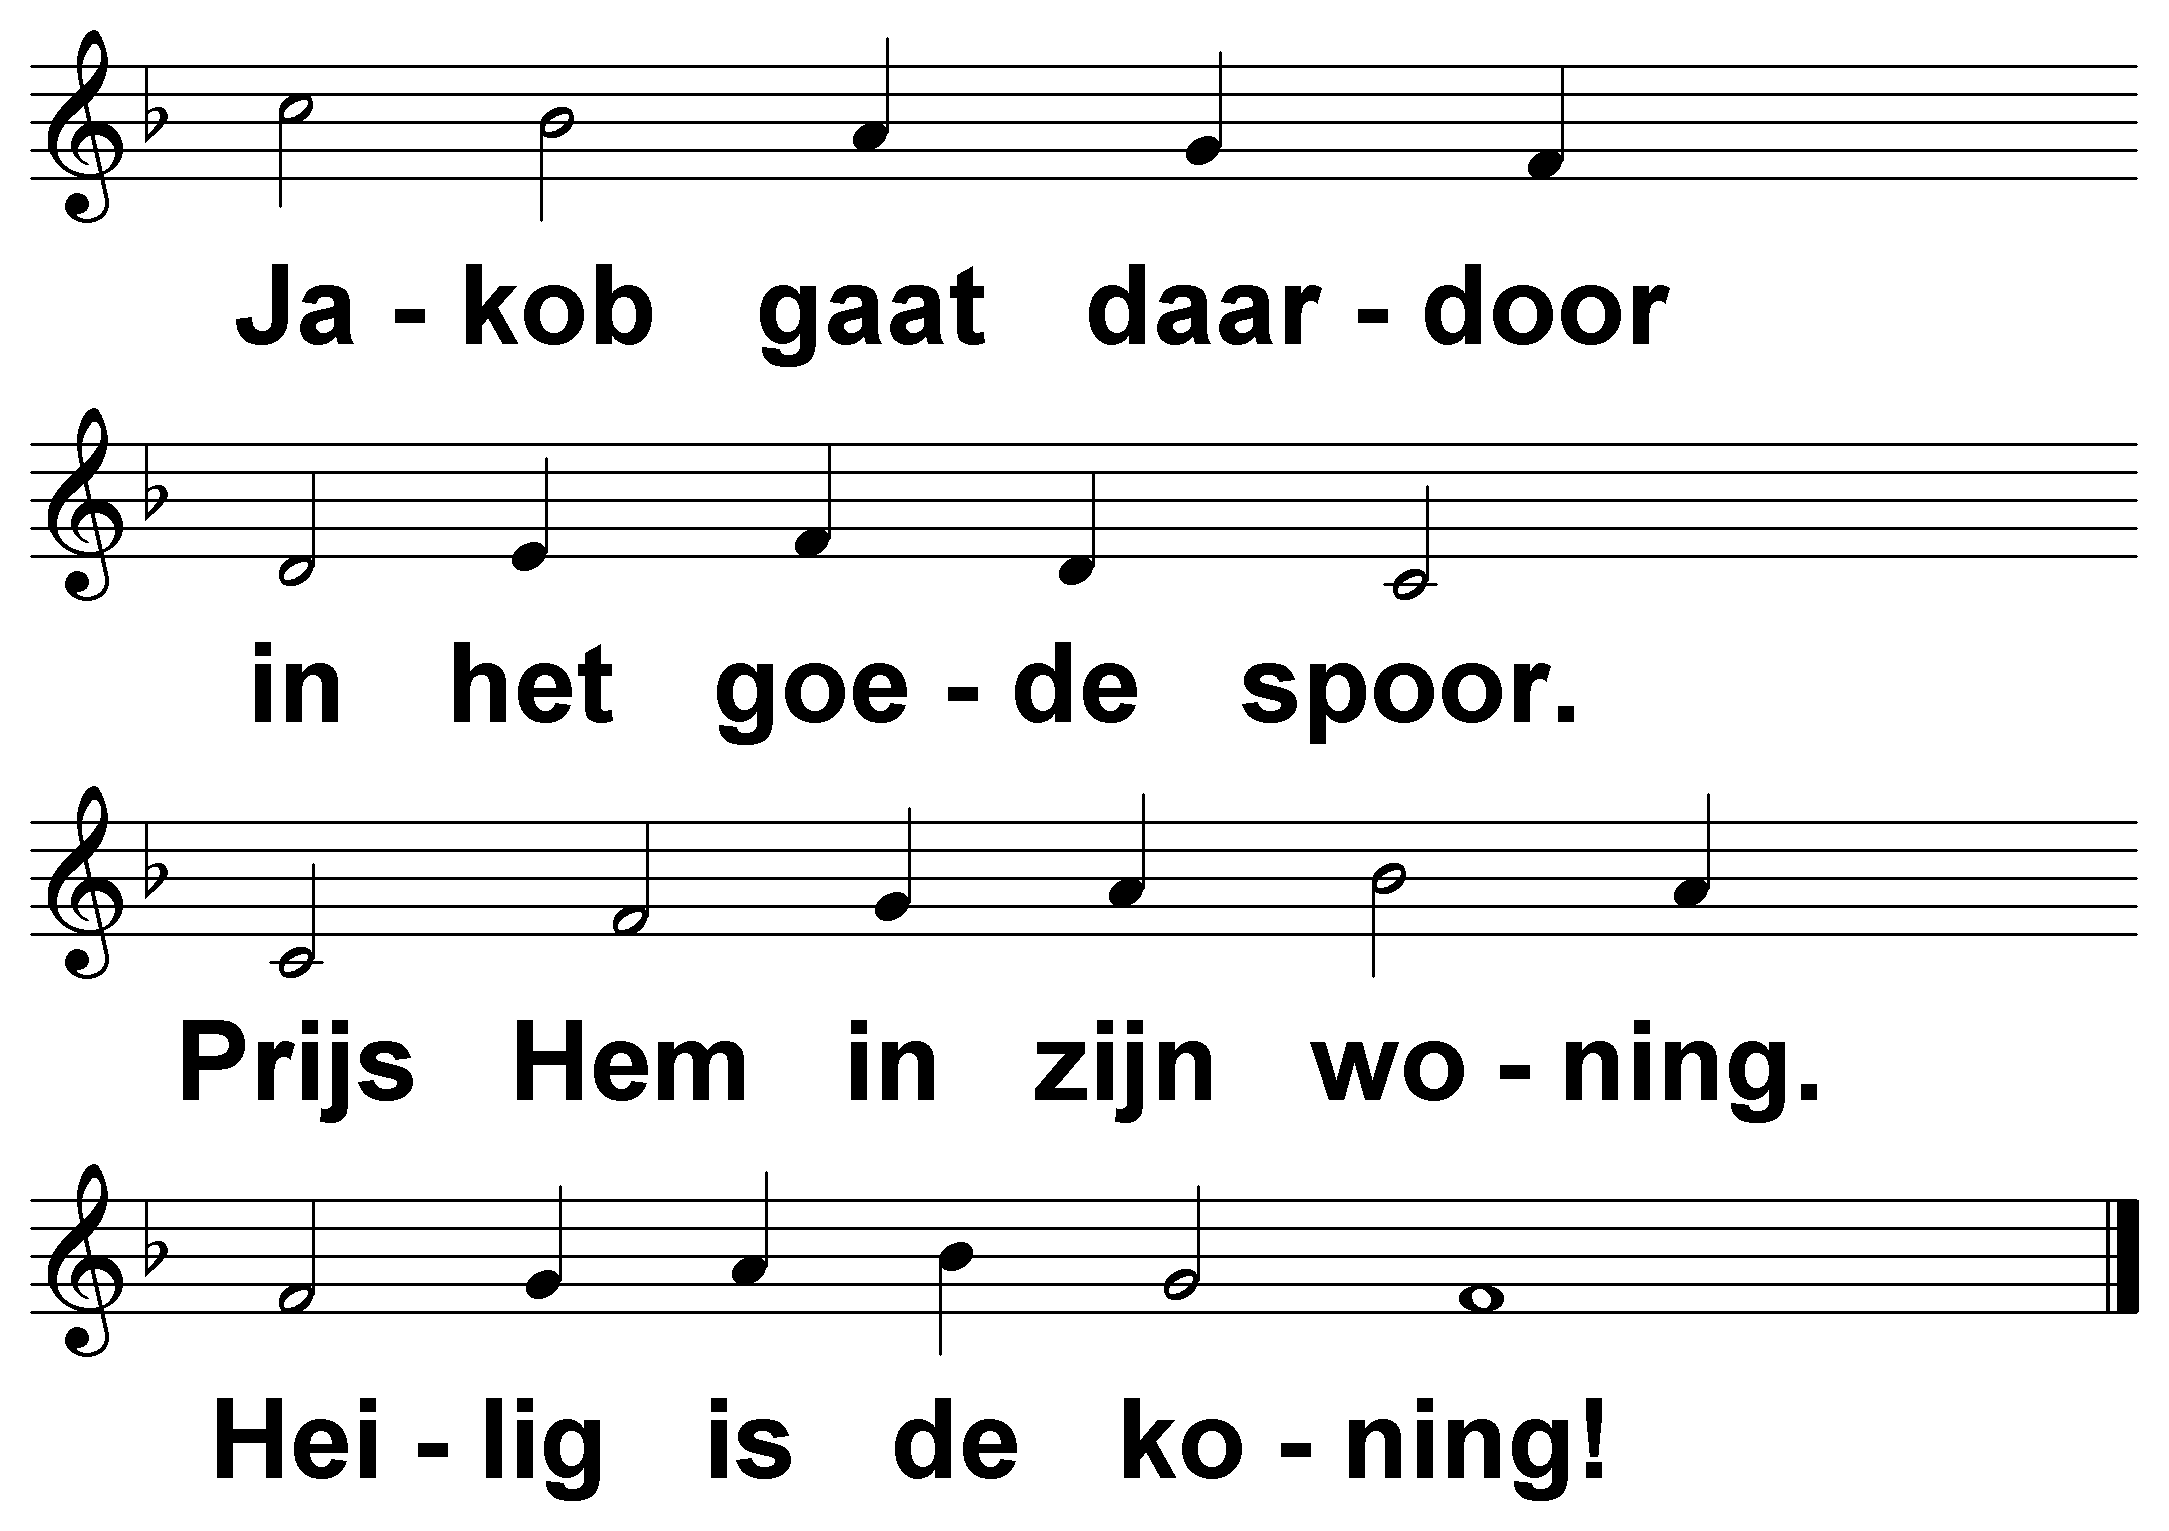 Ja - kob gaat daar - door
in het goe - de spoor.
Prijs Hem in zijn wo - ning.
Hei - lig is de ko - ning!